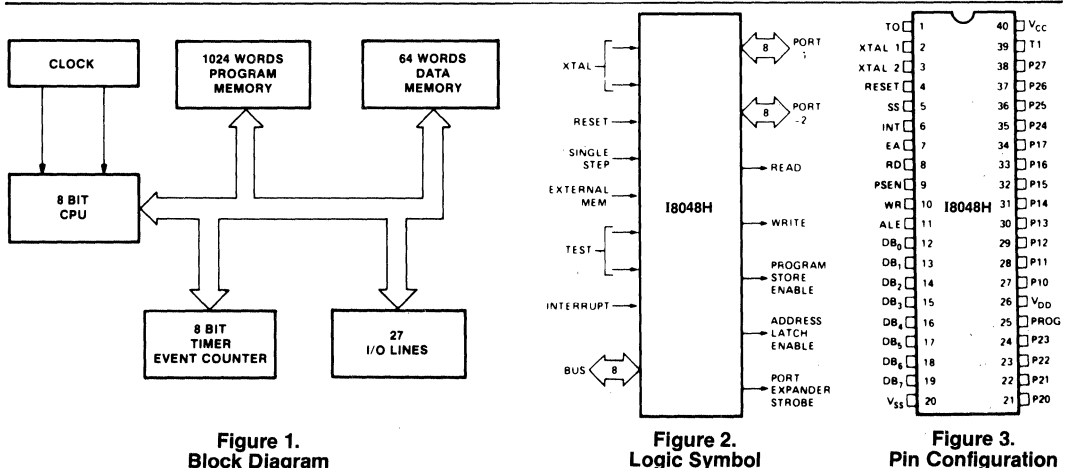 CLOCK
1024 WORDS
PROGRAM
MEMORY
64 WORDS
DATA
MEMORY
8 BIT
CPU
8 BIT
TIMER
EVENT COUNTER
27
I/O LINES
Figure 1.
Block Diagram
XTAL
RESET
SINGLE
STEP
EXTERNAL
MEM
TEST
INTERRUPT
BUS
8
I8048H
8
PORT
1
8
PORT
-2
READ
WRITE
PROGRAM
STORE
ENABLE
ADDRESS
LATCH
ENABLE
PORT
EXPANDER
STROBE
Figure 2.
Logic Symbol
TO 1 40 VCC
XTAL 1 2 39 T1
XTAL 2 3 38 P27
RESET 4 37 P26
SS 5 36 P25
INT 6 35 P24
EA 7 34 P17
RD 8 33 P16
PSEN 9 32 P15
WR 10 I8048H 31 P14
ALE 11 30 P13
DB0 12 29 P12
DB1 13 28 P11
DB2 14 27 P10
DB3 15 26 VDD
DB4 16 25 PROG
DB5 17 24 P23
DB6 18 23 P22
DB7 19 22 P21
VSS 20 21 P20
Figure 3.
Pin Configuration